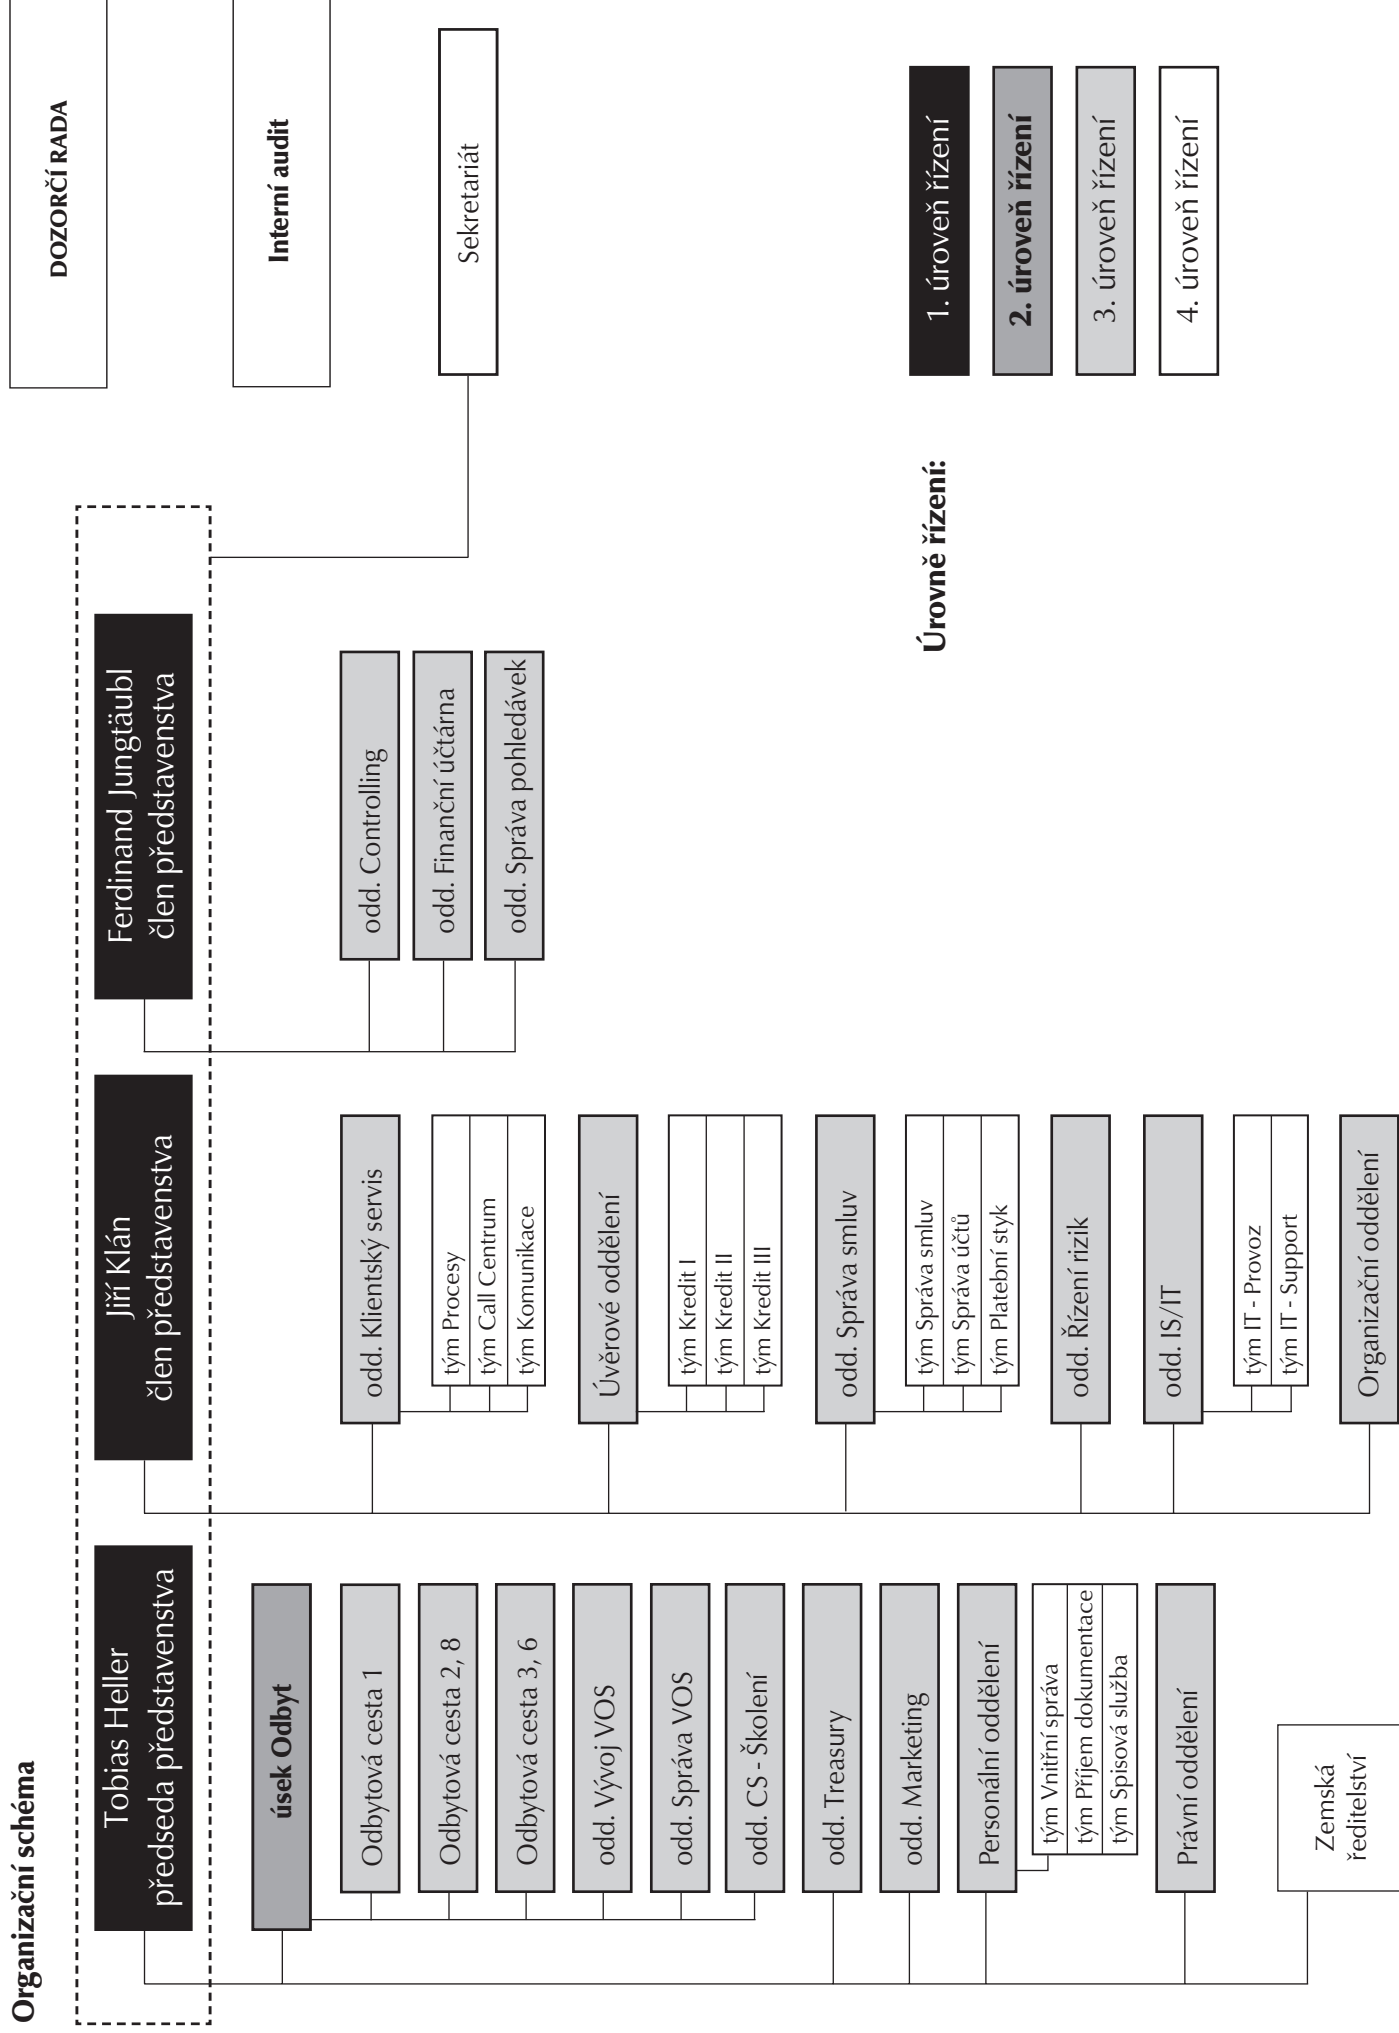 Organizační schéma
Tobias Heller
předseda představenstva
úsek Odbyt
Odbytová cesta 1
Odbytová cesta 2, 8
Odbytová cesta 3, 6
odd. Vývoj VOS
odd. Správa VOS
odd. CS - Školení
odd. Treasury
odd. Marketing
Personální oddělení
tým Vnitřní správa
tým Příjem dokumentace
tým Spisová služba
Právní oddělení
Zemská
ředitelství
Jiří Klán
člen představenstva
odd. Klientský servis
tým Procesy
tým Call Centrum
tým Komunikace
Úvěrové oddělení
tým Kredit I
tým Kredit II
tým Kredit III
odd. Správa smluv
tým Správa smluv
tým Správa účtů
tým Platební styk
odd. Řízení rizik
odd. IS/IT
tým IT - Provoz
tým IT - Support
Organizační oddělení
Ferdinand Jungtäubl
člen představenstva
odd. Controlling
odd. Finanční účtárna
odd. Správa pohledávek
DOZORČÍ RADA
Interní audit
Sekretariát
Úrovně řízení:
1. úroveň řízení
2. úroveň řízení
3. úroveň řízení
4. úroveň řízení